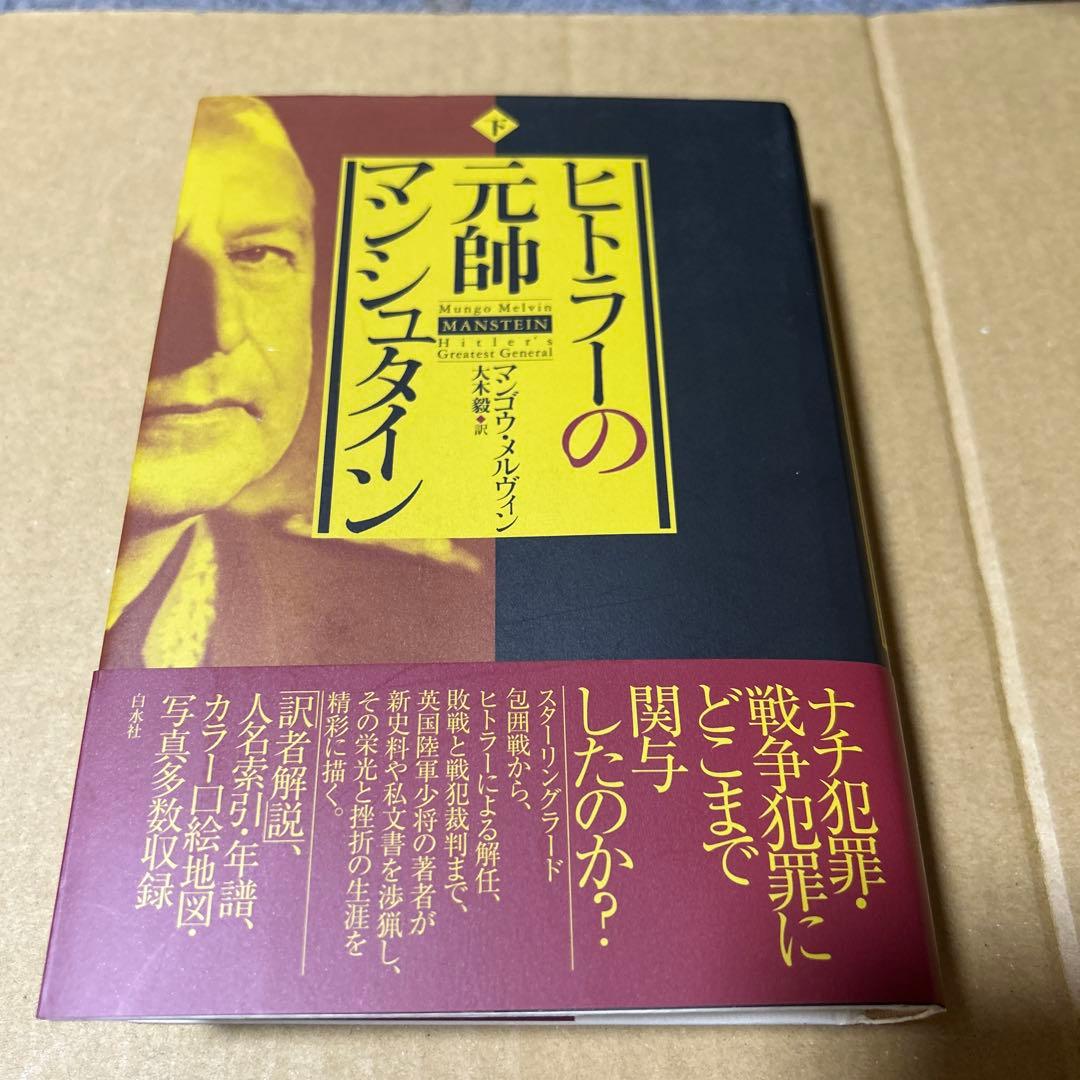 下
ヒトラーの
元帥
マンシュタイン
Mungo Melvin
MANSTEIN
Hitler's
Greatest General
マンゴウ・メルヴィン
大木毅◆訳
ナチ犯罪・
戦争犯罪に
どこまで
関与
したのか?
スターリングラード
包囲戦から、
ヒトラーによる解任、
敗戦と戦犯裁判まで、
英国陸軍少将の著者が
新史料や私文書を渉猟し、
その栄光と挫折の生涯を
精彩に描く。
「訳者解説」、
人名索引・年譜、
カラー口絵地図・
写真多数収録
白水社